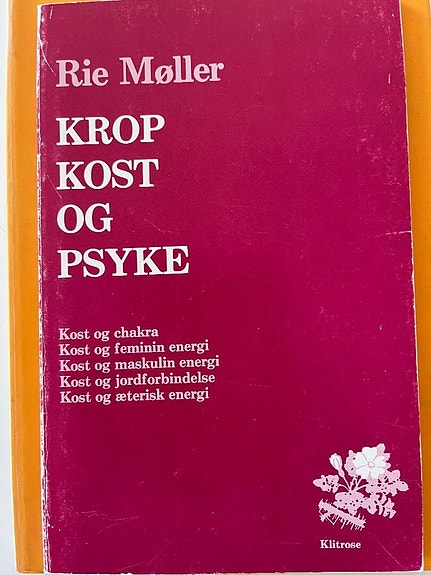 Rie Møller
KROP
KOST
OG
PSYKE
Kost og chakra
Kost og feminin energi
Kost og maskulin energi
Kost og jordforbindelse
Kost og æterisk energi
Klitrose